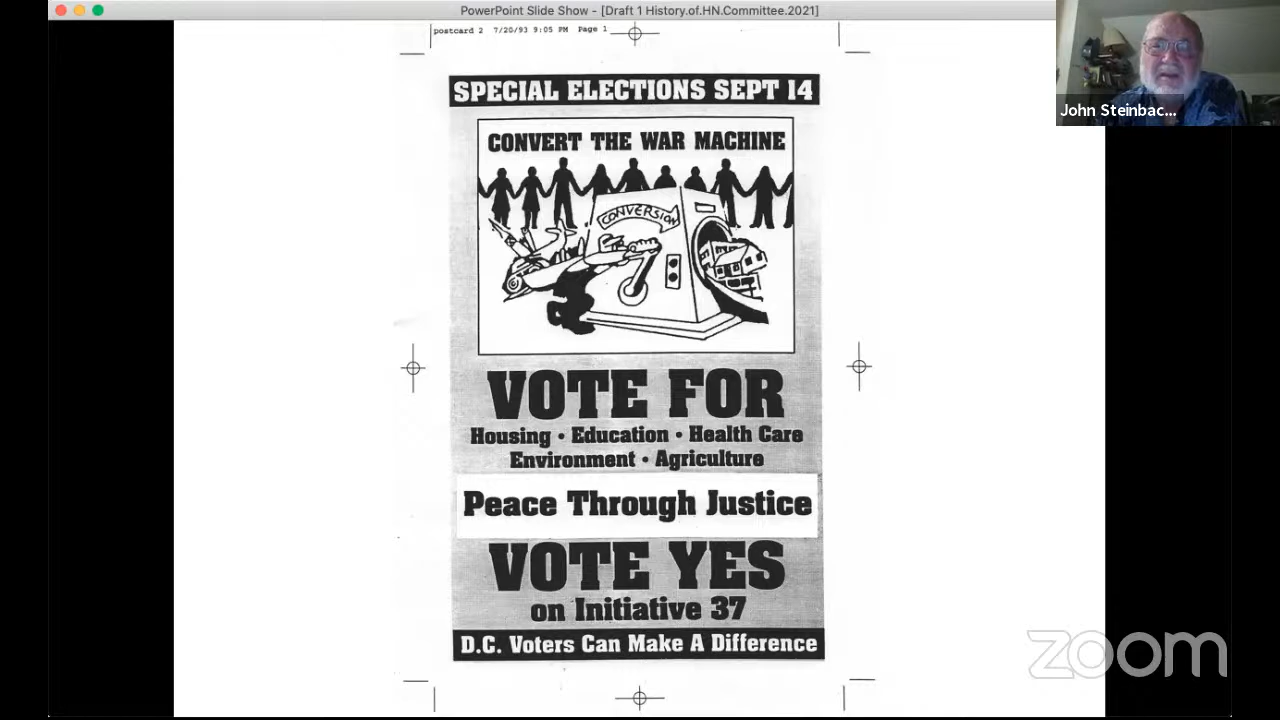 PowerPoint Slide Show - [Draft 1 History.of.HN.Committee.2021]
postcard 2 7/20/93 9:05 PM Page 1
John Steinbac...
SPECIAL ELECTIONS SEPT 14
CONVERT THE WAR MACHINE
CONVERSION
VOTE FOR
Housing • Education • Health Care
Environment • Agriculture
Peace Through Justice
VOTE YES
on Initiative 37
D.C. Voters Can Make A Difference
zoom